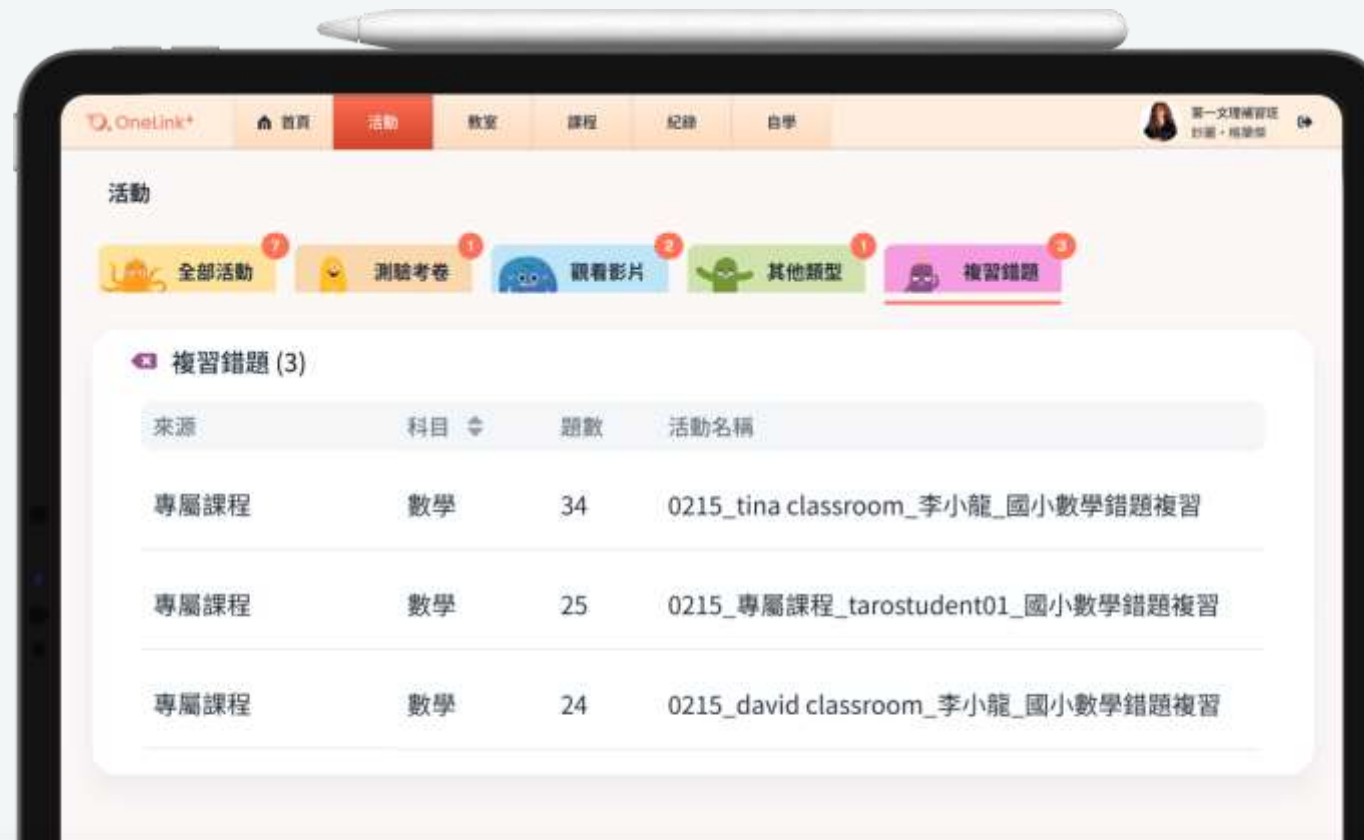 OneLink+ 首頁 活動 教室 課程 紀錄 自學
第一文理補習班
活動
7 1 2 1 3
全部活動 測驗考卷 觀看影片 其他類型 複習錯題
複習錯題 (3)
來源 科目 題數 活動名稱
專屬課程 數學 34 0215_tina classroom_李小龍_國小數學錯題複習
專屬課程 數學 25 0215_專屬課程_tarostudent01_國小數學錯題複習
專屬課程 數學 24 0215_david classroom_李小龍_國小數學錯題複習